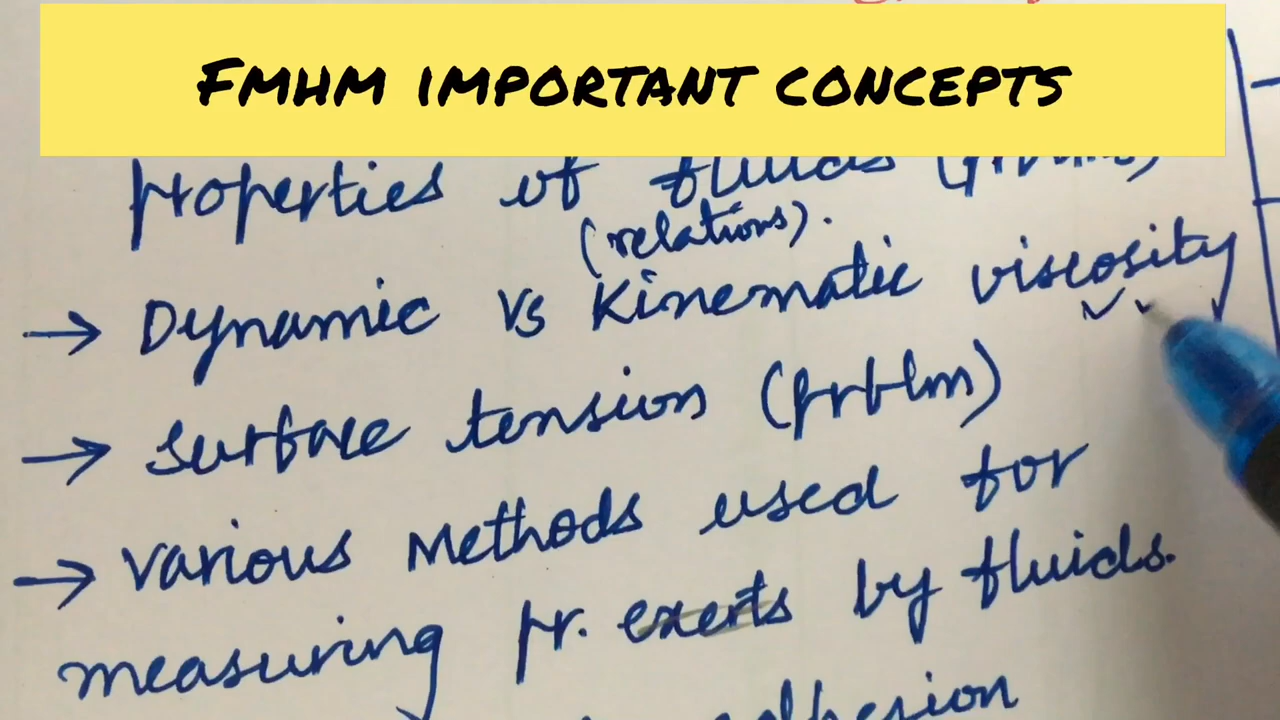 FMHM IMPORTANT CONCEPTS
properties of fluids
(relations).
→ Dynamic Vs Kinematic viscosity
→ surface tension (prblm)
→ various Methods used for
measuring pr. exerts by fluids.
adhesion